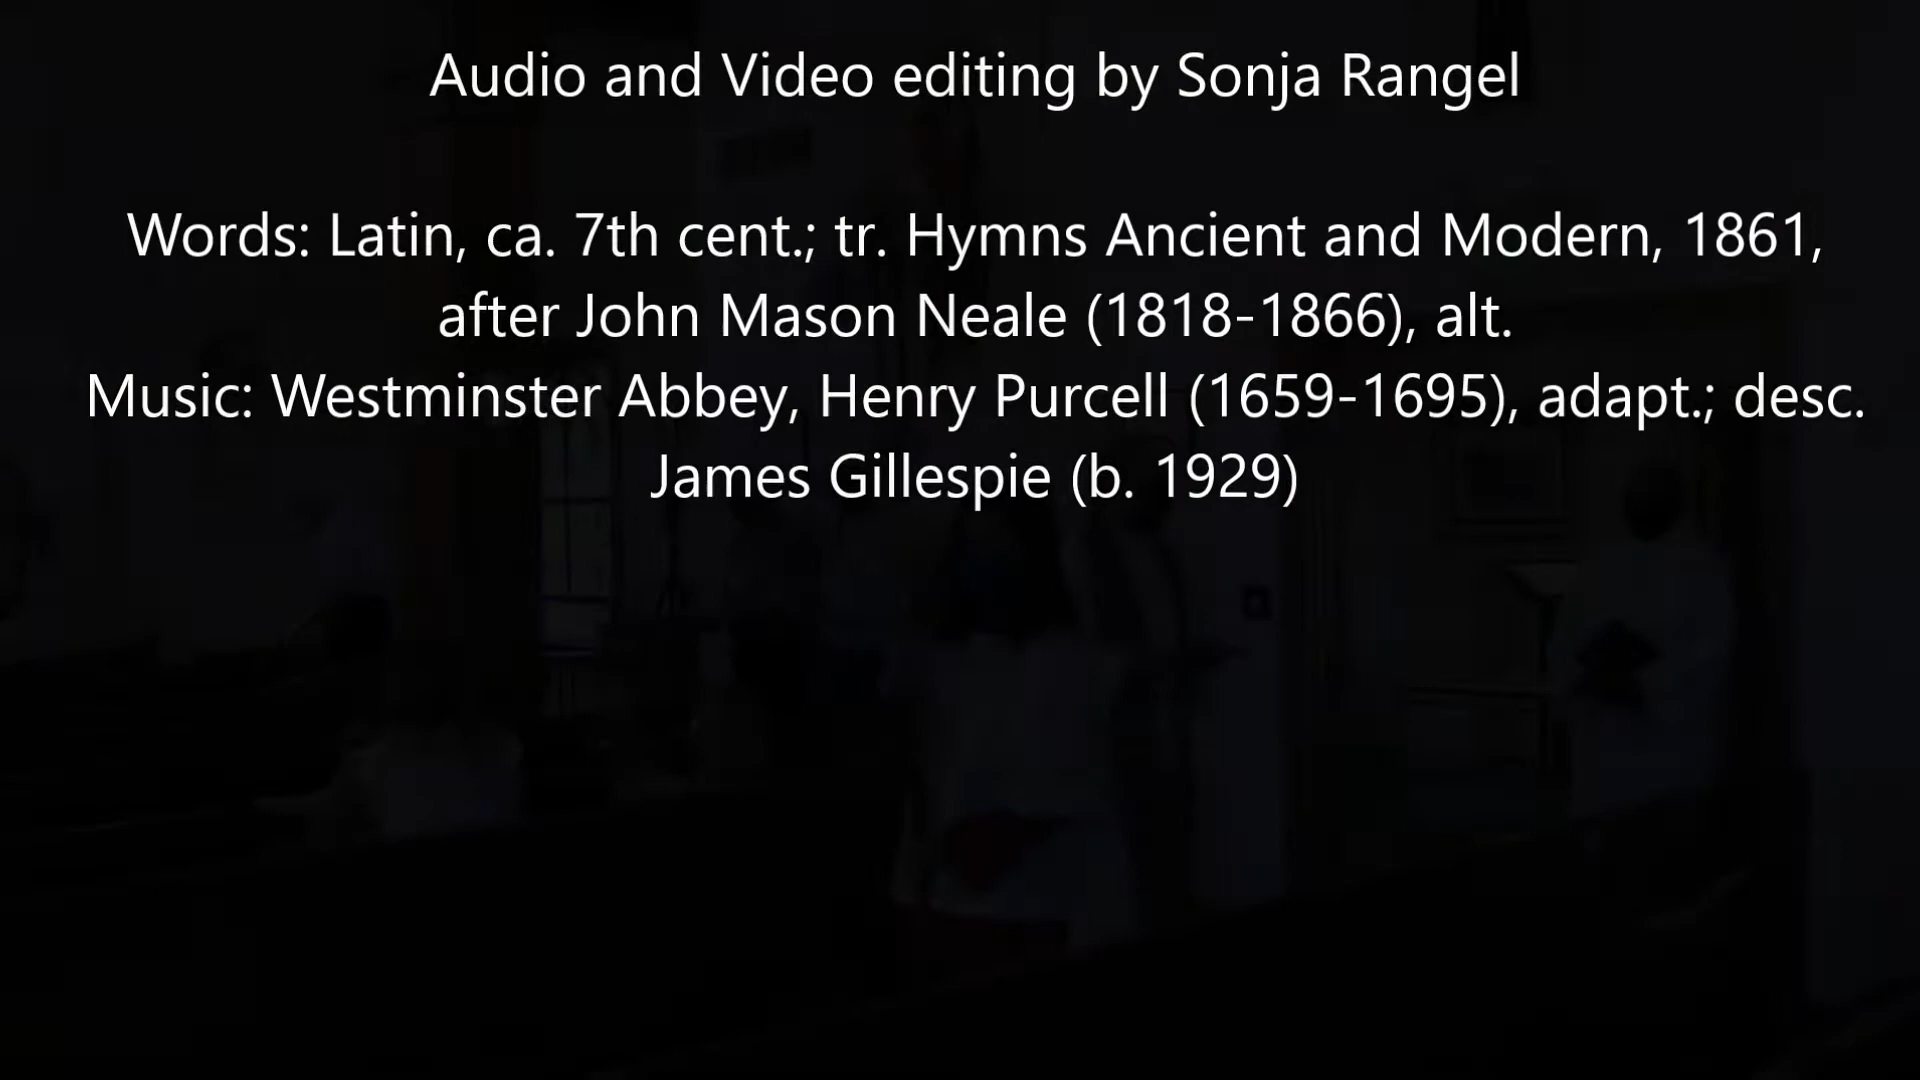 Audio and Video editing by Sonja Rangel
Words: Latin, ca. 7th cent.; tr. Hymns Ancient and Modern, 1861,
after John Mason Neale (1818-1866), alt.
Music: Westminster Abbey, Henry Purcell (1659-1695), adapt.; desc.
James Gillespie (b. 1929)